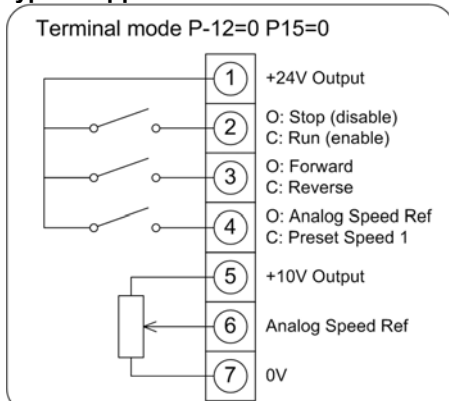 Terminal mode P-12=0 P15=0
1 +24V Output
2 O: Stop (disable)
C: Run (enable)
3 O: Forward
C: Reverse
4 O: Analog Speed Ref
C: Preset Speed 1
5 +10V Output
6 Analog Speed Ref
7 0V